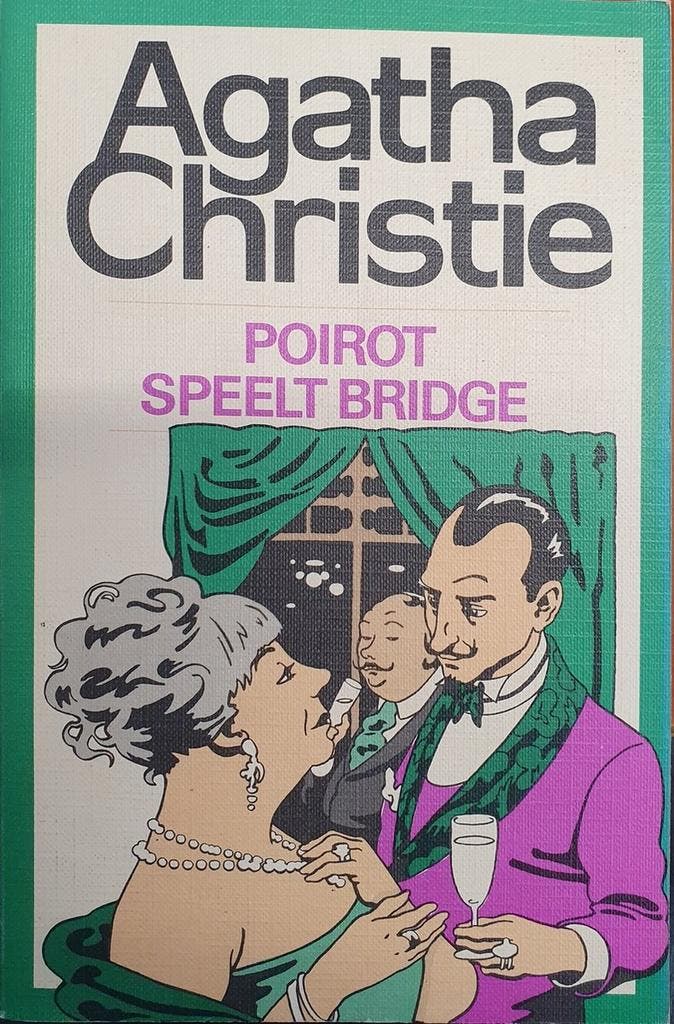 Agatha
Christie
POIROT
SPEELT BRIDGE